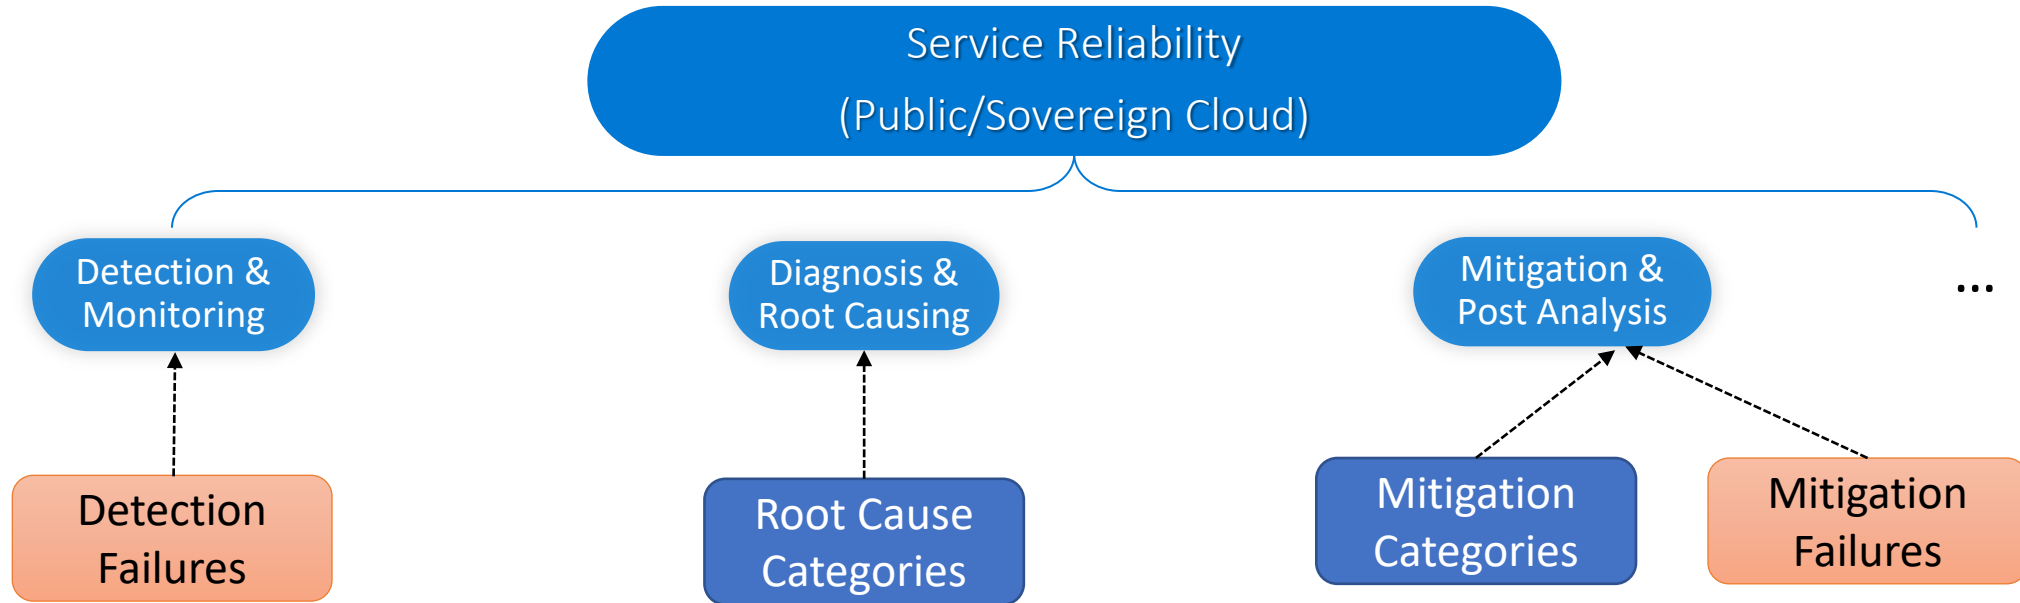 Service Reliability
(Public/Sovereign Cloud)
Detection &
Monitoring
Diagnosis &
Root Causing
Mitigation &
Post Analysis
...
Detection
Failures
Root Cause
Categories
Mitigation
Categories
Mitigation
Failures